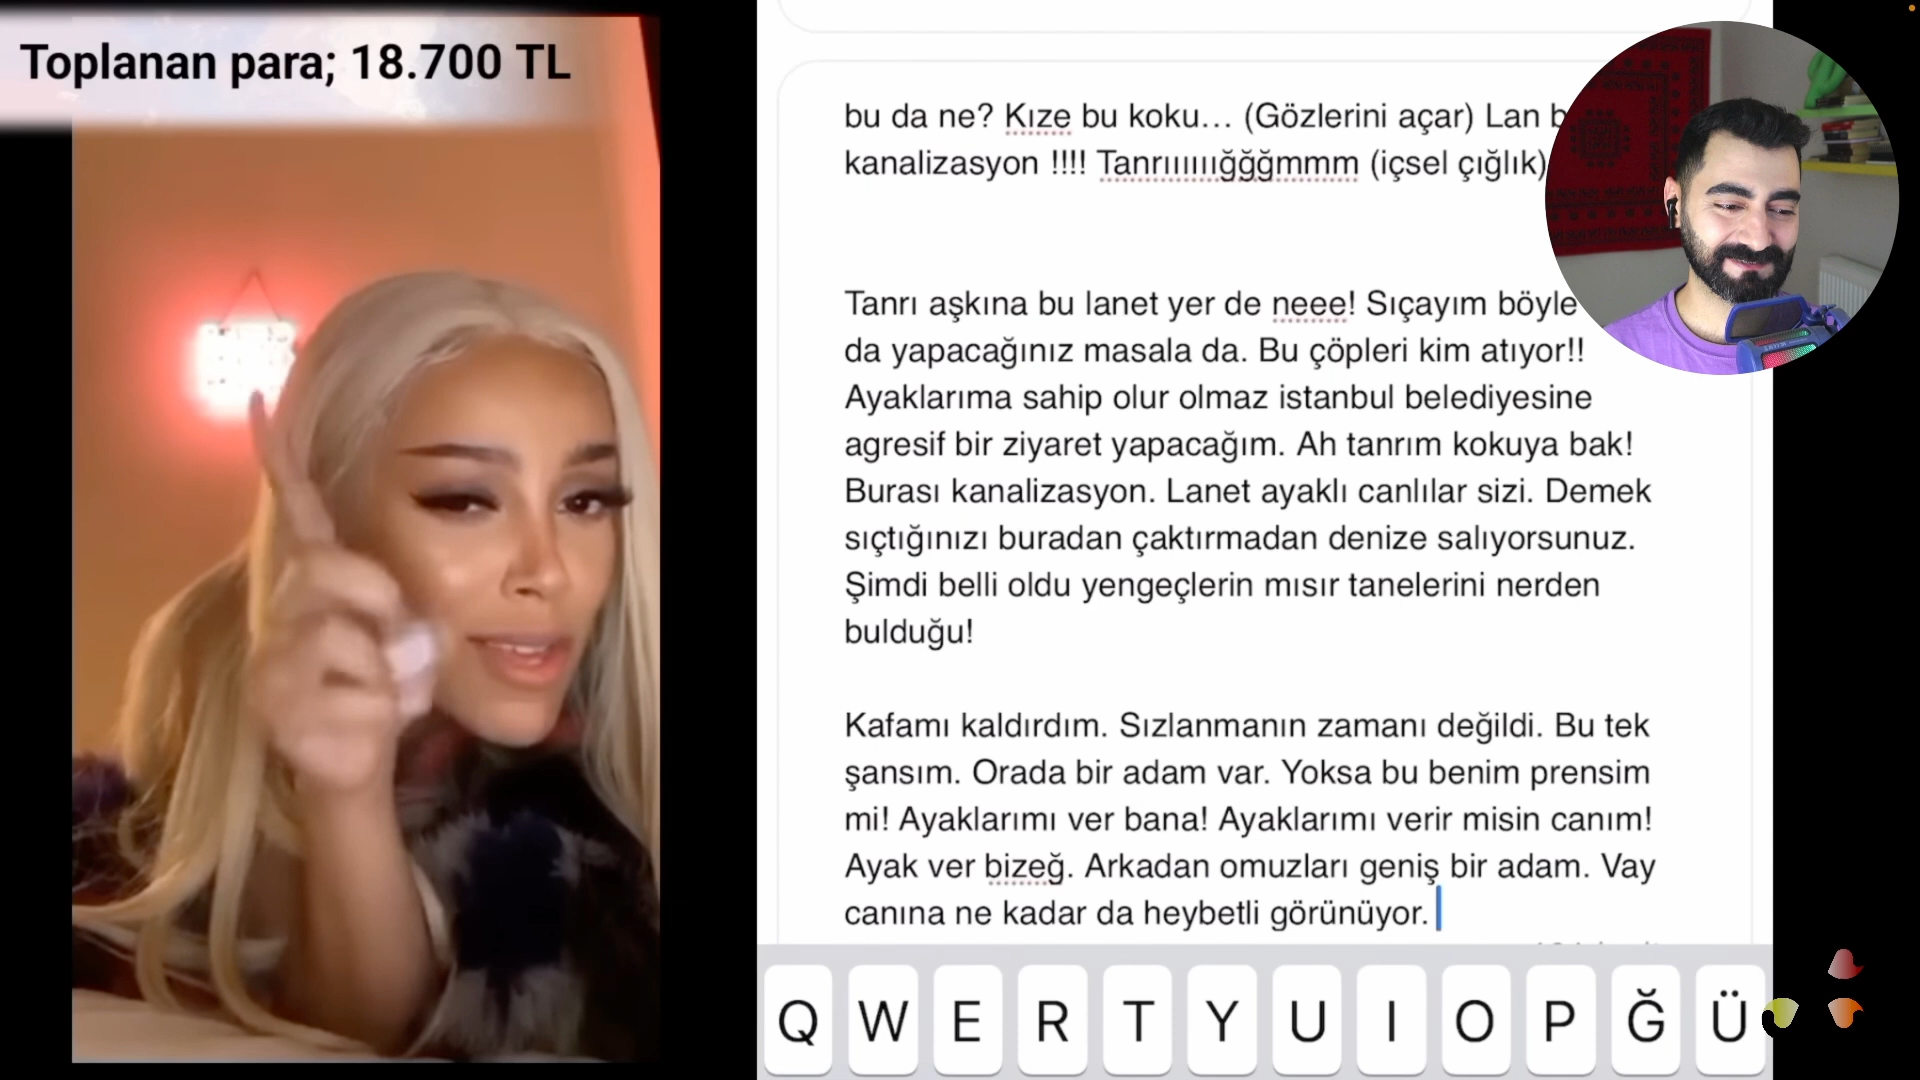 Toplanan para; 18.700 TL
bu da ne? Kıze bu koku... (Gözlerini açar) Lan
kanalizasyon !!!! Tanrıııııığğğmmm (içsel çığlık)
Tanrı aşkına bu lanet yer de neee! Sıçayım böyle
da yapacağınız masala da. Bu çöpleri kim atıyor!!
Ayaklarıma sahip olur olmaz istanbul belediyesine
agresif bir ziyaret yapacağım. Ah tanrım kokuya bak!
Burası kanalizasyon. Lanet ayaklı canlılar sizi. Demek
sıçtığınızı buradan çaktırmadan denize salıyorsunuz.
Şimdi belli oldu yengeçlerin mısır tanelerini nerden
bulduğu!
Kafamı kaldırdım. Sızlanmanın zamanı değildi. Bu tek
şansım. Orada bir adam var. Yoksa bu benim prensim
mi! Ayaklarımı ver bana! Ayaklarımı verir misin canım!
Ayak ver bizeğ. Arkadan omuzları geniş bir adam. Vay
canına ne kadar da heybetli görünüyor.
Q W E R T Y U I O P Ğ Ü